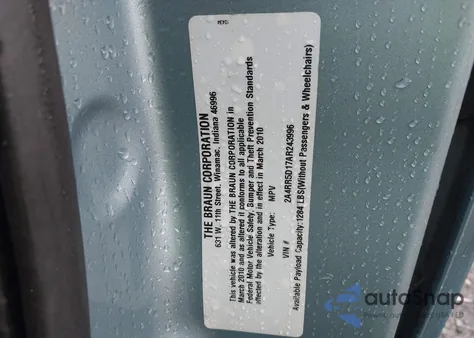 THE BRAUN CORPORATION
631 W. 11th Street, Winamac, Indiana 46996
This vehicle was altered by THE BRAUN CORPORATION in
March 2010 and as altered it conforms to all applicable
Federal Motor Vehicle Safety, Bumper and Theft Prevention Standards
affected by the alteration and in effect in March 2010
Vehicle Type: MPV
VIN # 2A4RR5D17AR243996
Available Payload Capacity:1284 LBS(Without Passengers & Wheelchairs)
autoSnap